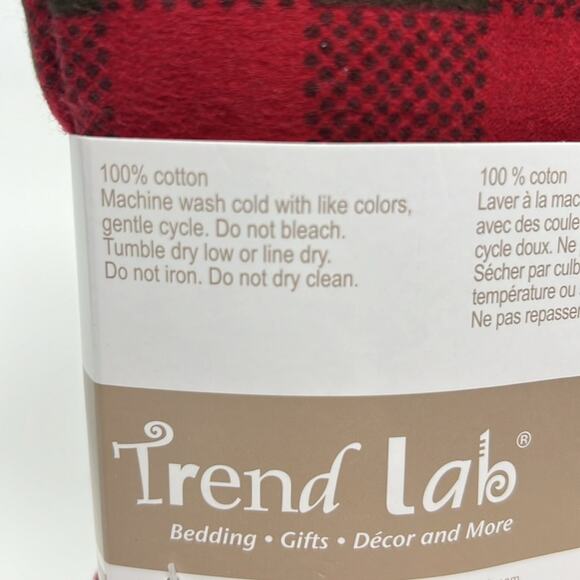 100% cotton
Machine wash cold with like colors,
gentle cycle. Do not bleach.
Tumble dry low or line dry.
Do not iron. Do not dry clean.
100 % coton
Laver à la mac
avec des coule
cycle doux. Ne
Sécher par culb
température ou
Ne pas repasser
Trend Lab®
Bedding • Gifts • Décor and More